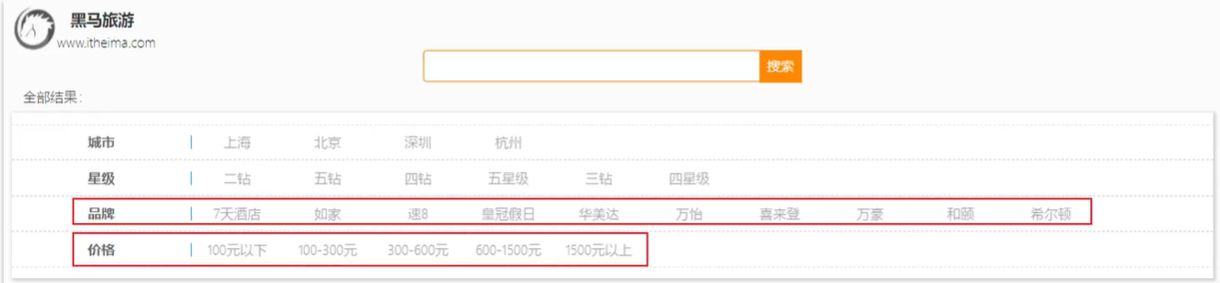 黑马旅游
www.itheima.com
搜索
全部结果:
城市 上海 北京 深圳 杭州
星级 二钻 五钻 四钻 五星级 三钻 四星级
品牌 7天酒店 如家 速8 皇冠假日 华美达 万怡 喜来登 万豪 和颐 希尔顿
价格 100元以下 100-300元 300-600元 600-1500元 1500元以上